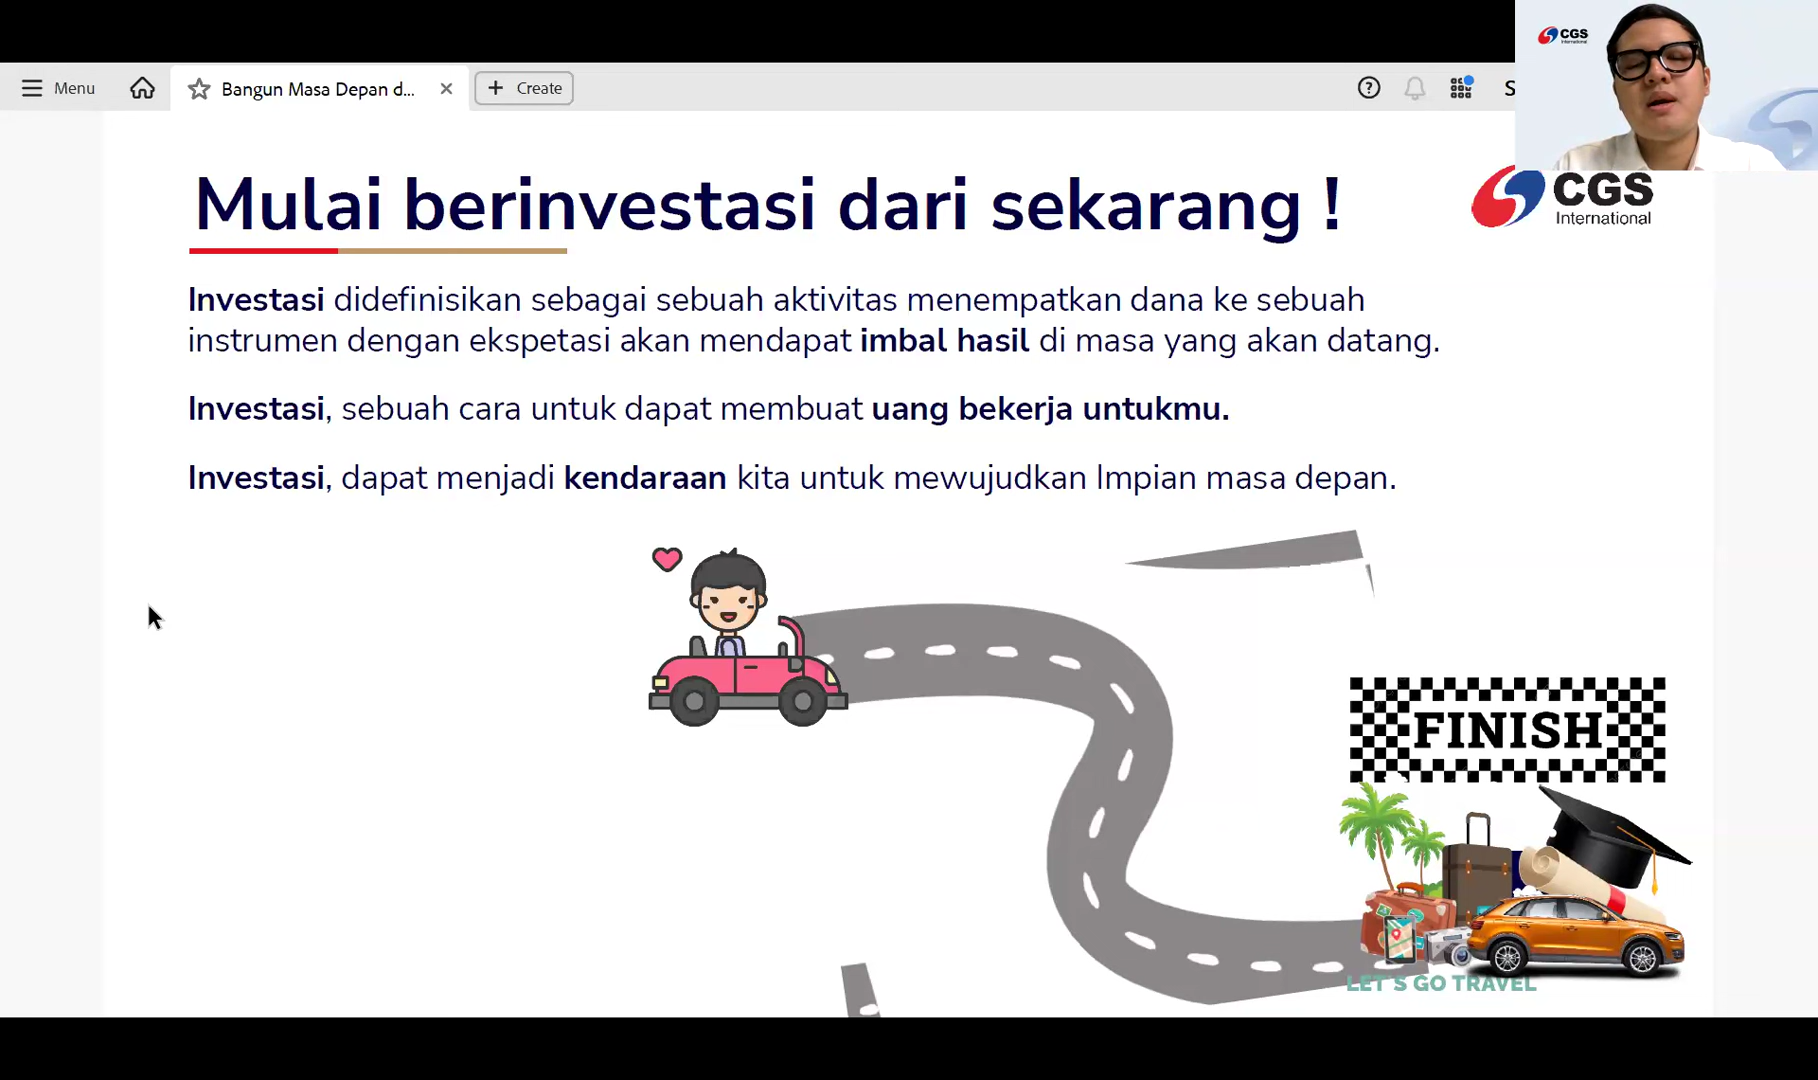 CGS
International
Menu
Bangun Masa Depan d...
Create
S
Mulai berinvestasi dari sekarang !
CGS
International
Investasi didefinisikan sebagai sebuah aktivitas menempatkan dana ke sebuah
instrumen dengan ekspetasi akan mendapat imbal hasil di masa yang akan datang.
Investasi, sebuah cara untuk dapat membuat uang bekerja untukmu.
Investasi, dapat menjadi kendaraan kita untuk mewujudkan Impian masa depan.
FINISH
LET'S GO TRAVEL